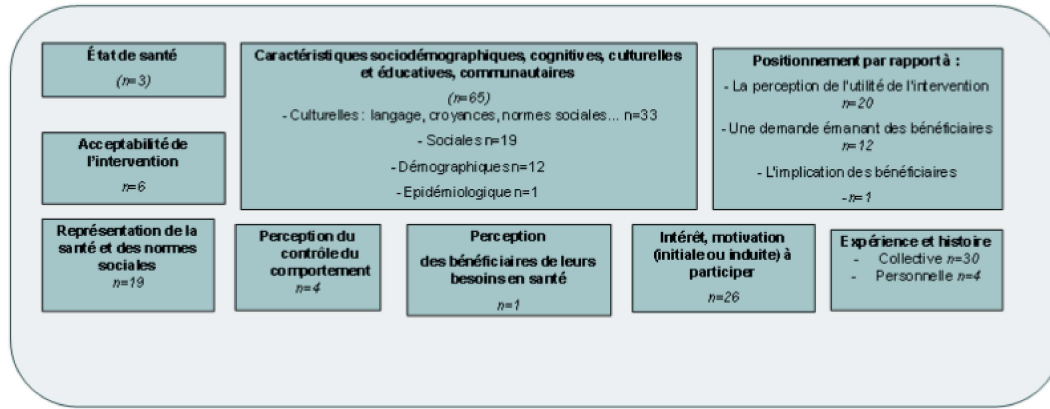 État de santé
(n=3)
Caractéristiques sociodémographiques, cognitives, culturelles
et éducatives, communautaires
(n=65)
- Culturelles : langage, croyances, normes sociales... n=33
- Sociales n=19
- Démographiques n=12
- Epidémiologique n=1
Positionnement par rapport à :
- La perception de l'utilité de l'intervention
n=20
- Une demande émanant des bénéficiaires
n=12
- L'implication des bénéficiaires
- n=1
Acceptabilité de
l'intervention
n=6
Représentation de la
santé et des normes
sociales
n=19
Perception du
contrôle du
comportement
n=4
Perception
des bénéficiaires de leurs
besoins en santé
n=1
Intérêt, motivation
(initiale ou induite) à
participer
n=26
Expérience et histoire
- Collective n=30
- Personnelle n=4